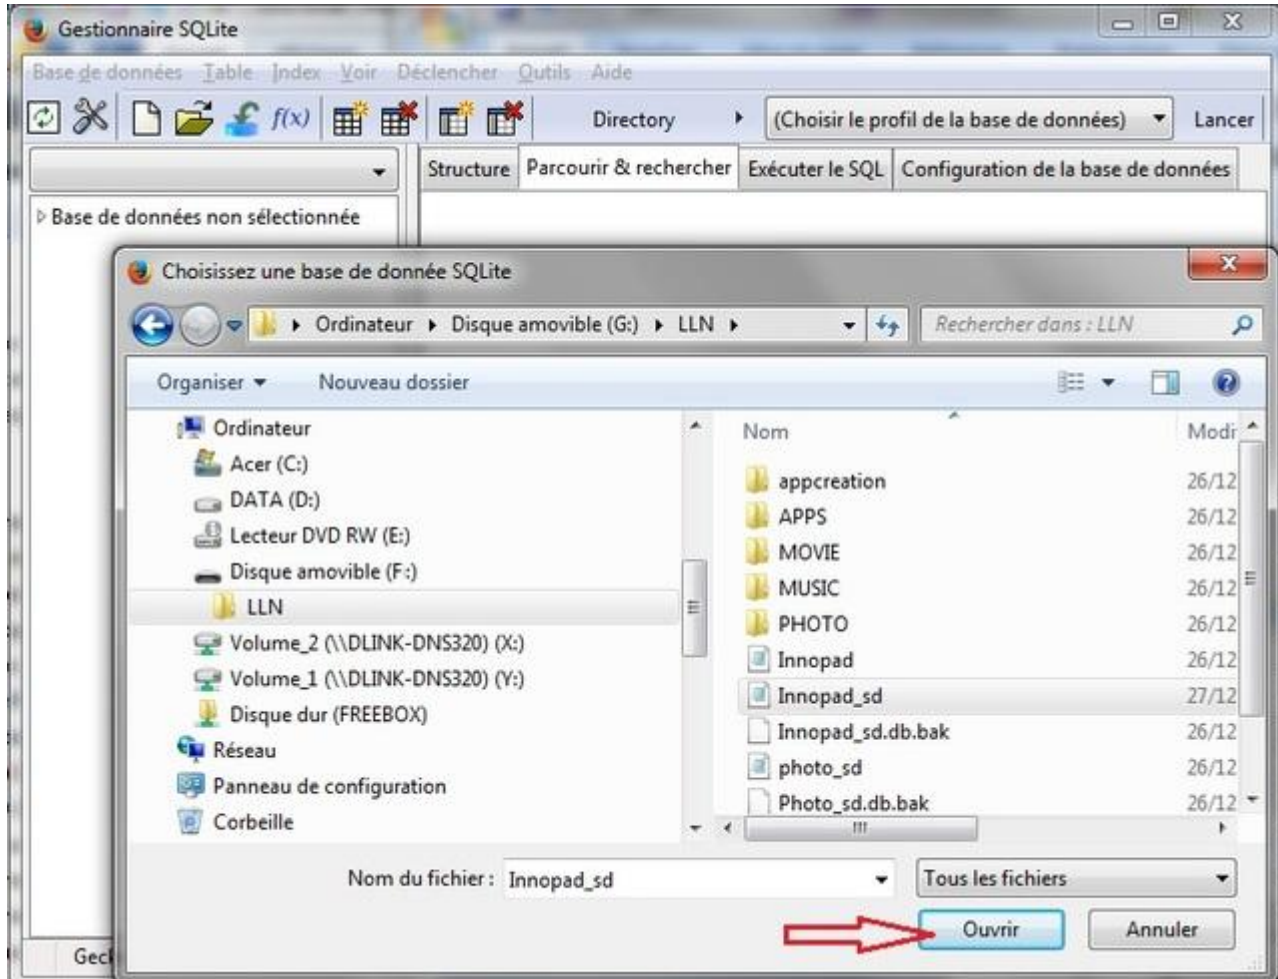 Gestionnaire SQLite
Base de données Table Index Voir Déclencher Outils Aide
f(x) Directory (Choisir le profil de la base de données) Lancer
Structure Parcourir & rechercher Exécuter le SQL Configuration de la base de données
Base de données non sélectionnée
Choisissez une base de donnée SQLite
Ordinateur Disque amovible (G:) LLN Rechercher dans : LLN
Organiser Nouveau dossier
Ordinateur
Acer (C:)
DATA (D:)
Lecteur DVD RW (E:)
Disque amovible (F:)
LLN
Volume_2 (\\DLINK-DNS320) (X:)
Volume_1 (\\DLINK-DNS320) (Y:)
Disque dur (FREEBOX)
Réseau
Panneau de configuration
Corbeille
Nom Modi
appcreation 26/12
APPS 26/12
MOVIE 26/12
MUSIC 26/12
PHOTO 26/12
Innopad 26/12
Innopad_sd 27/12
Innopad_sd.db.bak 26/12
photo_sd 26/12
Photo_sd.db.bak 26/12
Nom du fichier : Innopad_sd Tous les fichiers
Ouvrir Annuler
Geck